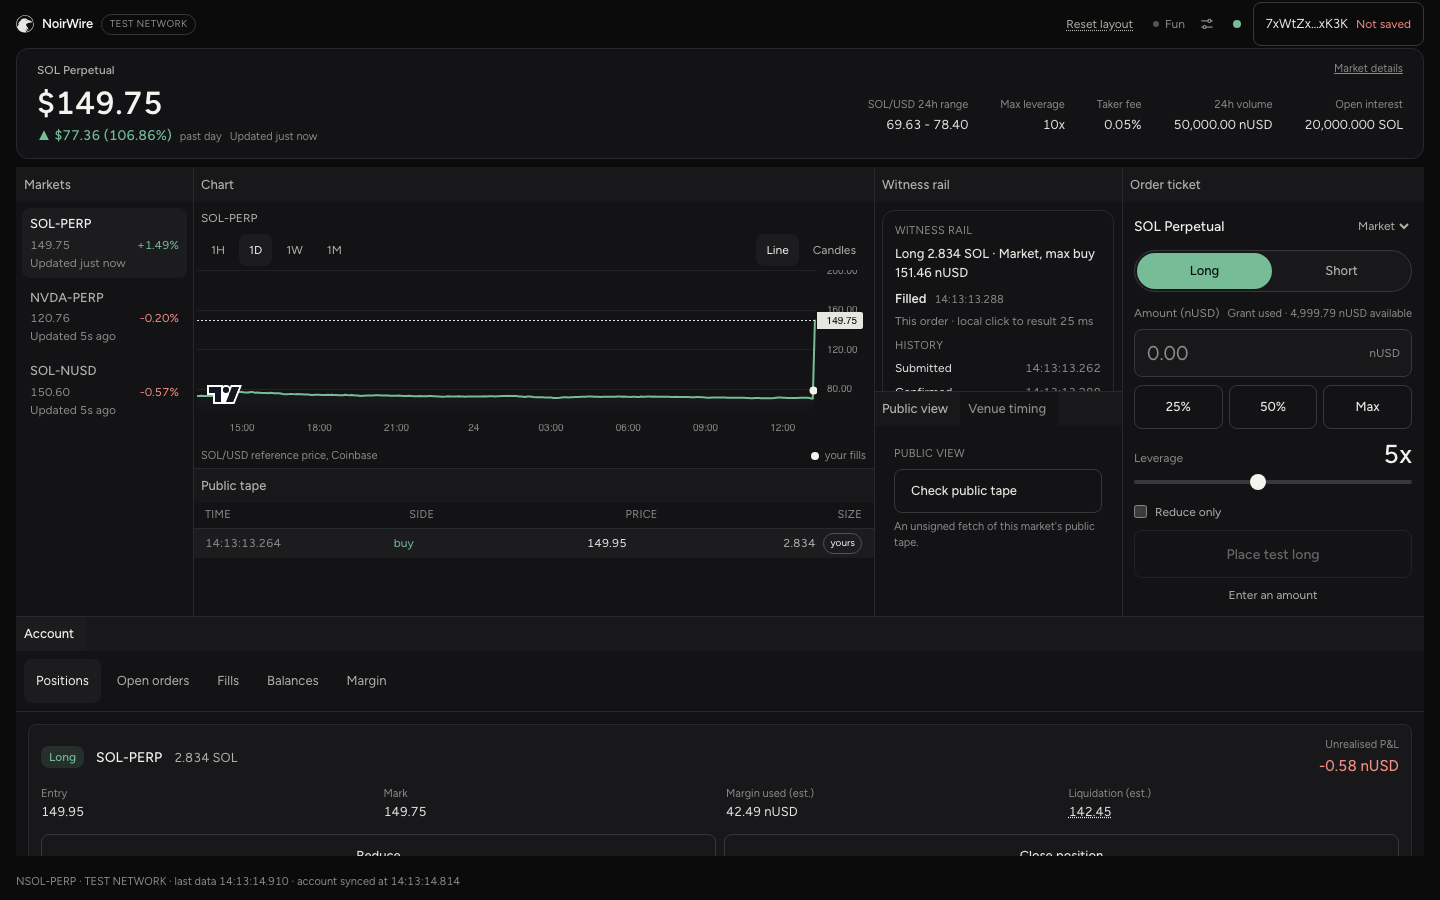 NoirWire TEST NETWORK
Reset layout Fun 7xWtZx...xK3K Not saved
SOL Perpetual
Market details
$149.75
▲ $77.36 (106.86%) past day Updated just now
SOL/USD 24h range Max leverage Taker fee 24h volume Open interest
69.63 - 78.40 10x 0.05% 50,000.00 nUSD 20,000.000 SOL
Markets
SOL-PERP
149.75 +1.49%
Updated just now
NVDA-PERP
120.76 -0.20%
Updated 5s ago
SOL-NUSD
150.60 -0.57%
Updated 5s ago
Chart
SOL-PERP
1H 1D 1W 1M Line Candles
200.00
160.00
149.75
120.00
80.00
15:00 18:00 21:00 24 03:00 06:00 09:00 12:00
SOL/USD reference price, Coinbase your fills
Public tape
TIME SIDE PRICE SIZE
14:13:13.264 buy 149.95 2.834 yours
Witness rail
WITNESS RAIL
Long 2.834 SOL · Market, max buy
151.46 nUSD
Filled 14:13:13.288
This order · local click to result 25 ms
HISTORY
Submitted 14:13:13.262
Confirmed 14:13:13.288
Public view Venue timing
PUBLIC VIEW
Check public tape
An unsigned fetch of this market's public
tape.
Order ticket
SOL Perpetual Market
Long Short
Amount (nUSD) Grant used · 4,999.79 nUSD available
0.00 nUSD
25% 50% Max
Leverage 5x
Reduce only
Place test long
Enter an amount
Account
Positions Open orders Fills Balances Margin
Long SOL-PERP 2.834 SOL
Unrealised P&L
-0.58 nUSD
Entry Mark Margin used (est.) Liquidation (est.)
149.95 149.75 42.49 nUSD 142.45
Reduce Close position
NSOL-PERP · TEST NETWORK · last data 14:13:14.910 · account synced at 14:13:14.814